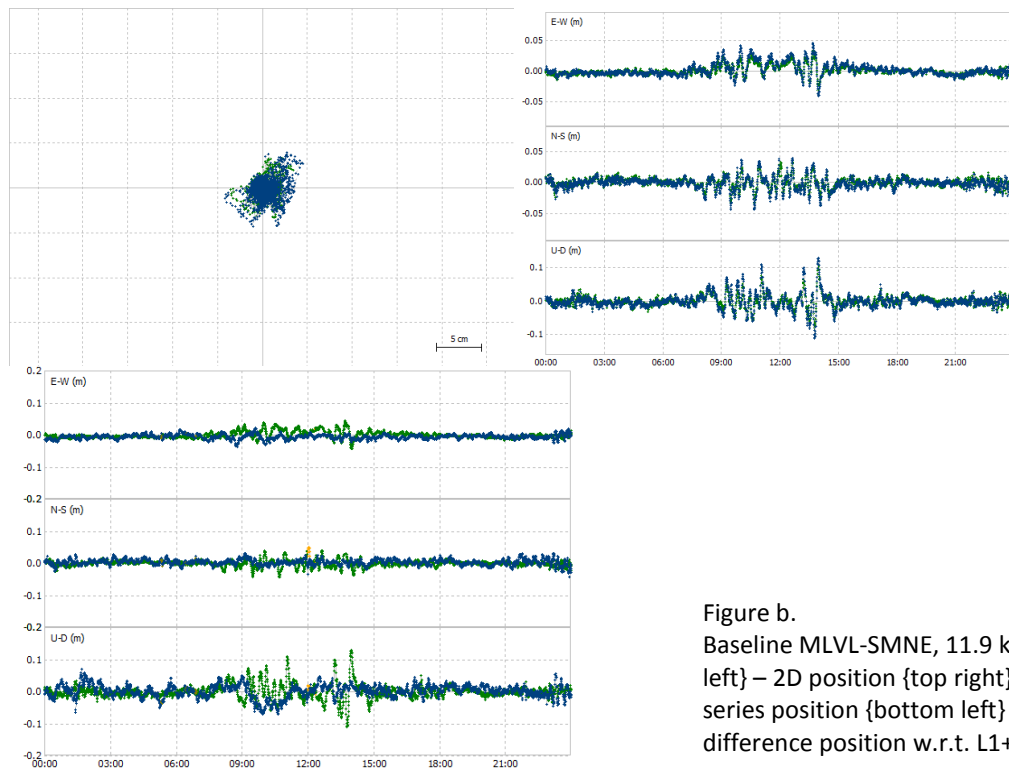 5 cm
E-W (m)
0.05
0.00
-0.05
N-S (m)
0.05
0.00
-0.05
U-D (m)
0.1
0.0
-0.1
00:00 03:00 06:00 09:00 12:00 15:00 18:00 21:00
0.2
E-W (m)
0.1
0.0
-0.1
-0.2
N-S (m)
0.1
0.0
-0.1
-0.2
U-D (m)
0.1
0.0
-0.1
-0.2
00:00 03:00 06:00 09:00 12:00 15:00 18:00 21:00
Figure b.
Baseline MLVL-SMNE, 11.9 k
left} – 2D position {top right}
series position {bottom left}
difference position w.r.t. L1+